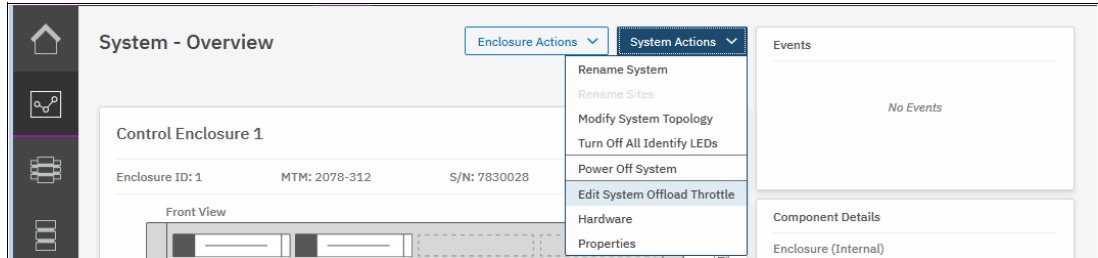 System - Overview
Enclosure Actions
System Actions
Rename System
Rename Sites
Modify System Topology
Turn Off All Identify LEDs
Power Off System
Edit System Offload Throttle
Hardware
Properties
Events
No Events
Control Enclosure 1
Enclosure ID: 1 MTM: 2078-312 S/N: 7830028
Front View
Component Details
Enclosure (Internal)